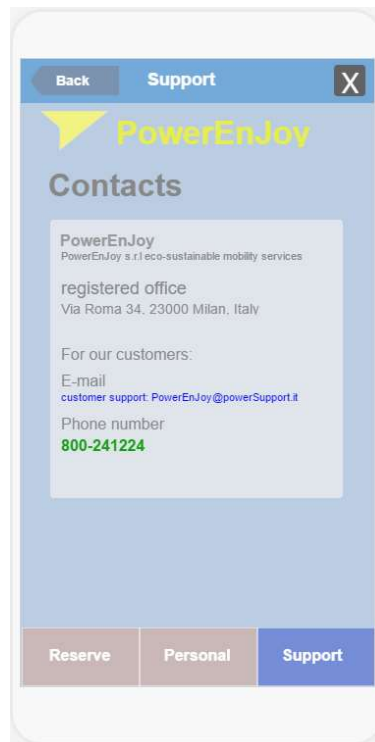 Back
Support
X
PowerEnJoy
Contacts
PowerEnJoy
PowerEnJoy s.r.l eco-sustainable mobility services
registered office
Via Roma 34, 23000 Milan, Italy
For our customers:
E-mail
customer support: PowerEnJoy@powerSupport.it
Phone number
800-241224
Reserve
Personal
Support